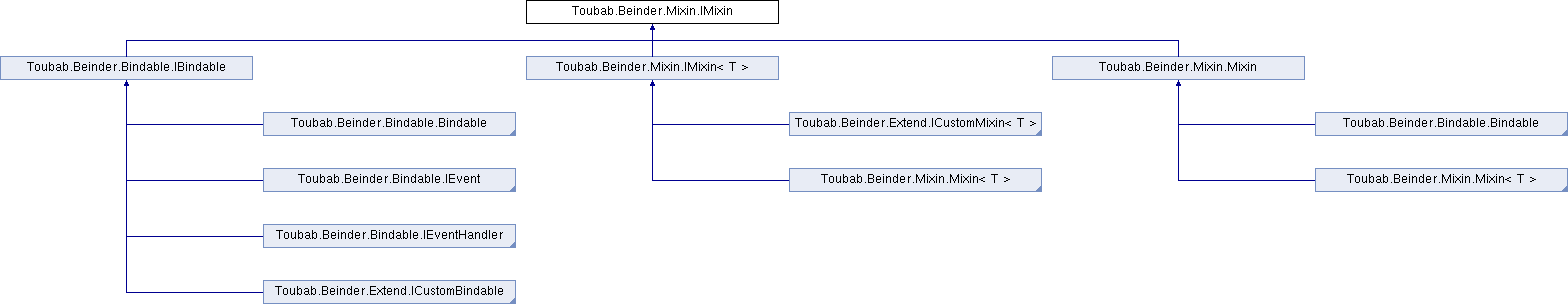 Toubab.Beinder.Mixin.IMixin
Toubab.Beinder.Bindable.IBindable
Toubab.Beinder.Mixin.IMixin< T >
Toubab.Beinder.Mixin.Mixin
Toubab.Beinder.Bindable.Bindable
Toubab.Beinder.Extend.ICustomMixin< T >
Toubab.Beinder.Bindable.Bindable
Toubab.Beinder.Bindable.IEvent
Toubab.Beinder.Mixin.Mixin< T >
Toubab.Beinder.Mixin.Mixin< T >
Toubab.Beinder.Bindable.IEventHandler
Toubab.Beinder.Extend.ICustomBindable